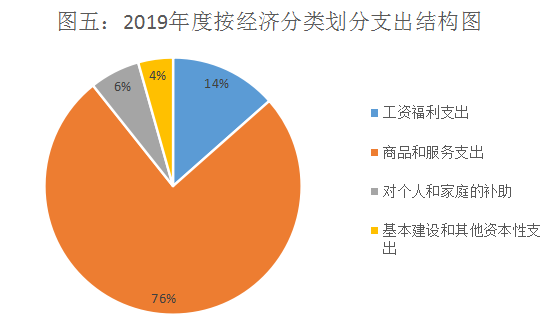 图五：2019年度按经济分类划分支出结构图
4%
14%
6%
76%
工资福利支出
商品和服务支出
对个人和家庭的补助
基本建设和其他资本性支
出